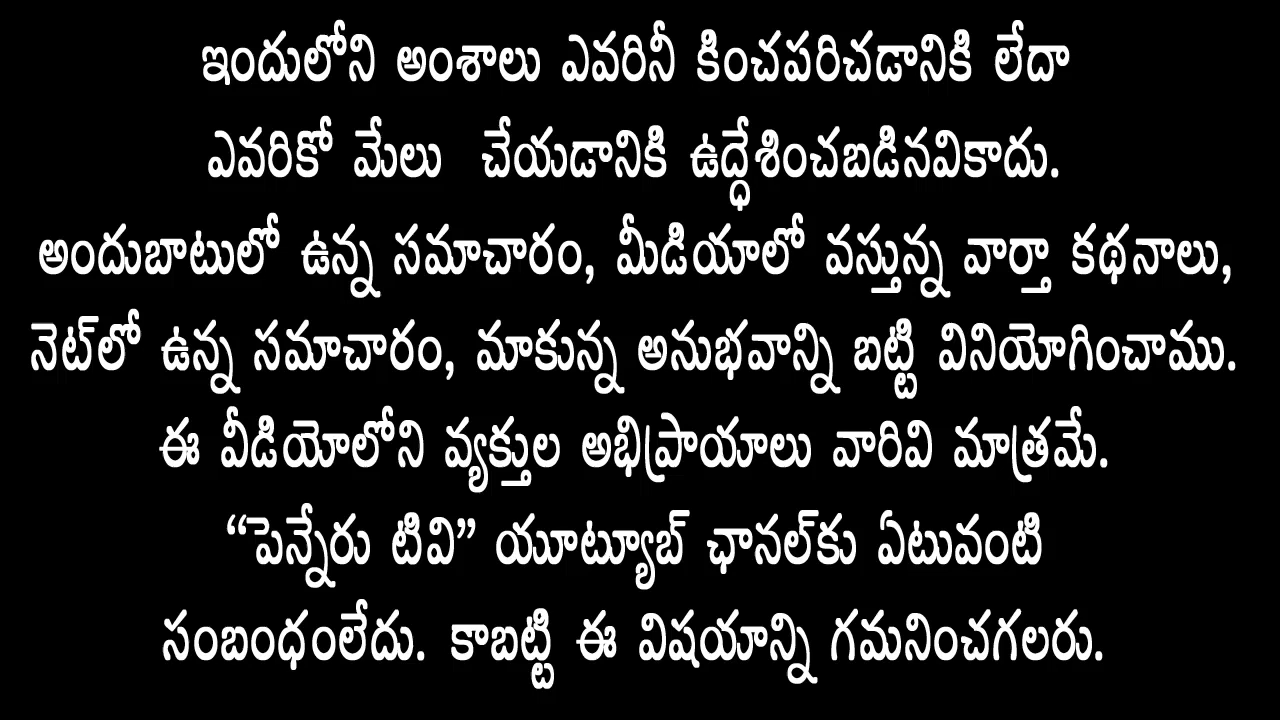 ఇందులోని అంశాలు ఎవరినీ కించపరిచడానికి లేదా
ఎవరికో మేలు చేయడానికి ఉద్ధేశించబడినవికాదు.
అందుబాటులో ఉన్న సమాచారం, మీడియాలో వస్తున్న వార్తా కథనాలు,
నెట్‌లో ఉన్న సమాచారం, మాకున్న అనుభవాన్ని బట్టి వినియోగించాము.
ఈ వీడియోలోని వ్యక్తుల అభిప్రాయాలు వారివి మాత్రమే.
“పెన్నేరు టివి” యూట్యూబ్ ఛానల్‌కు ఏటువంటి
సంబంధంలేదు. కాబట్టి ఈ విషయాన్ని గమనించగలరు.